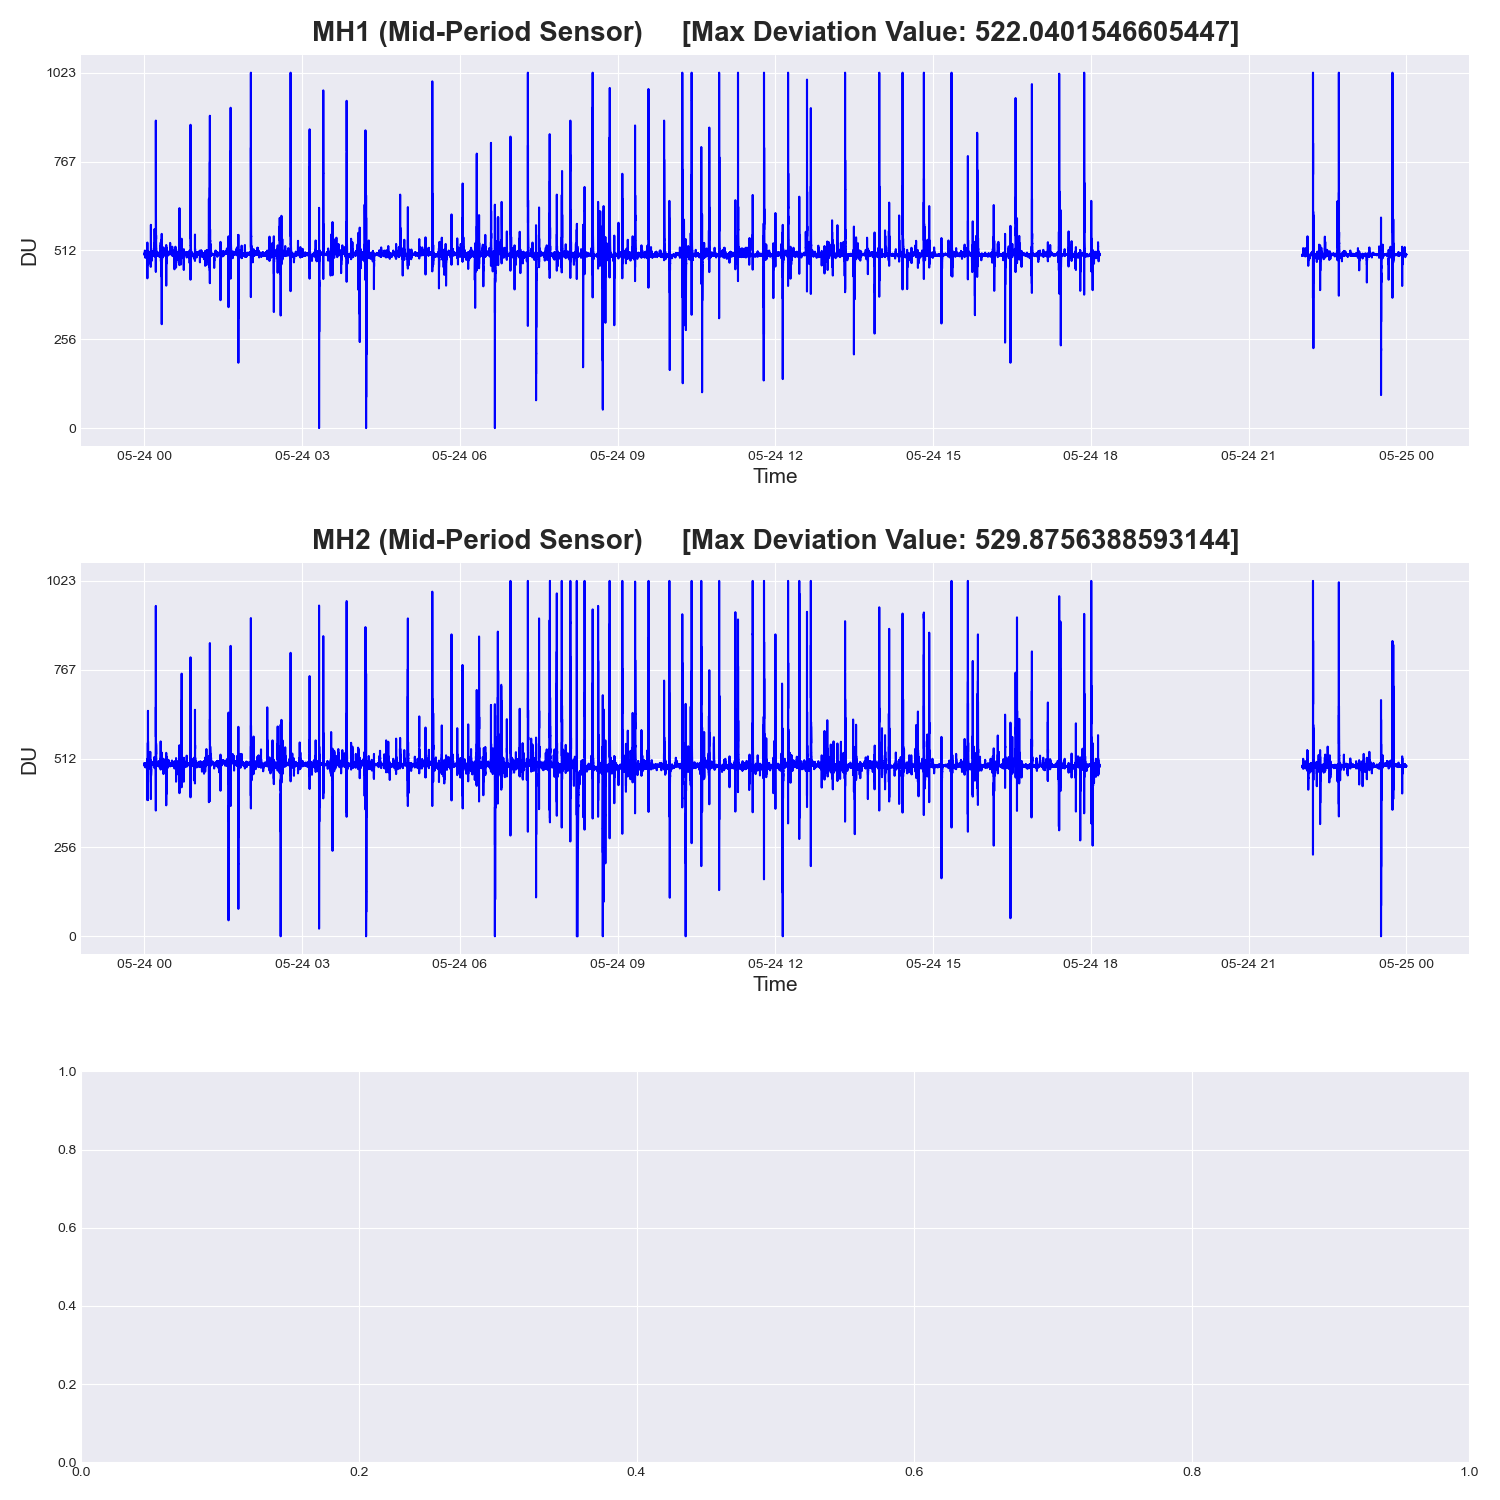 MH1 (Mid-Period Sensor) [Max Deviation Value: 522.0401546605447]
1023
767
512
256
0
DU
05-24 00 05-24 03 05-24 06 05-24 09 05-24 12 05-24 15 05-24 18 05-24 21 05-25 00
Time
MH2 (Mid-Period Sensor) [Max Deviation Value: 529.8756388593144]
1023
767
512
256
0
DU
05-24 00 05-24 03 05-24 06 05-24 09 05-24 12 05-24 15 05-24 18 05-24 21 05-25 00
Time
1.0
0.8
0.6
0.4
0.2
0.0
0.0 0.2 0.4 0.6 0.8 1.0